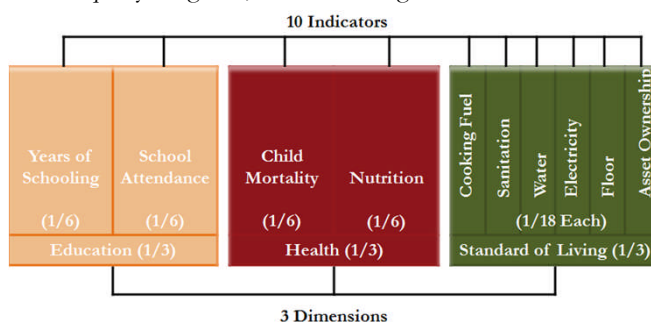 10 Indicators
Years of
Schooling
(1/6)
School
Attendance
(1/6)
Education (1/3)
Child
Mortality
(1/6)
Nutrition
(1/6)
Health (1/3)
Cooking Fuel
Sanitation
Water
Electricity
Floor
Asset Ownership
(1/18 Each)
Standard of Living (1/3)
3 Dimensions